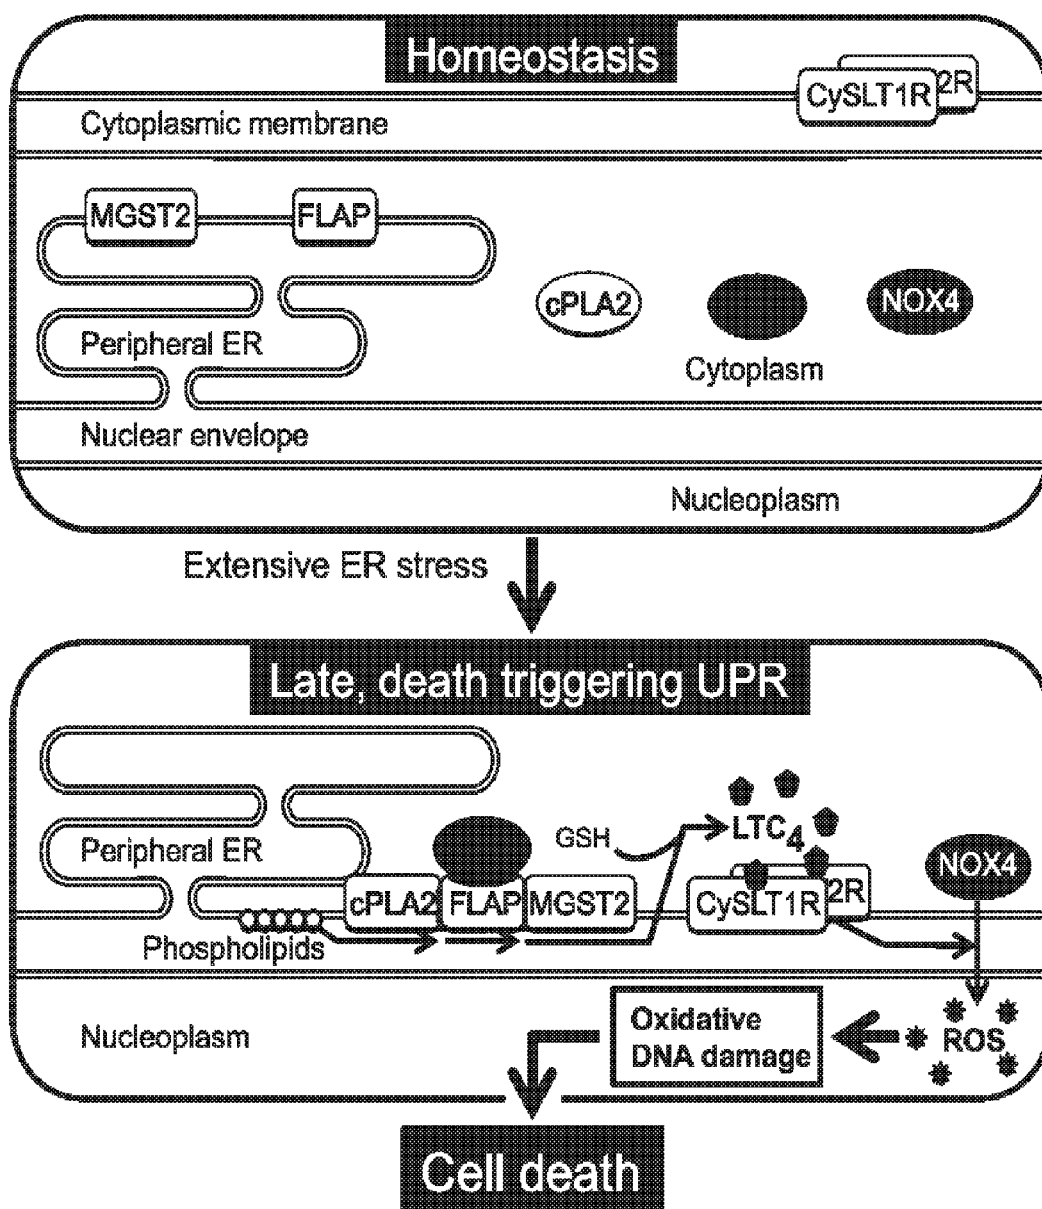 Homeostasis
CySLT1R
2R
Cytoplasmic membrane
MGST2
FLAP
cPLA2
NOX4
Peripheral ER
Cytoplasm
Nuclear envelope
Nucleoplasm
Extensive ER stress
Late, death triggering UPR
LTC4
GSH
Peripheral ER
NOX4
cPLA2
FLAP
MGST2
CySLT1R
2R
Phospholipids
Oxidative
DNA damage
ROS
Nucleoplasm
Cell death